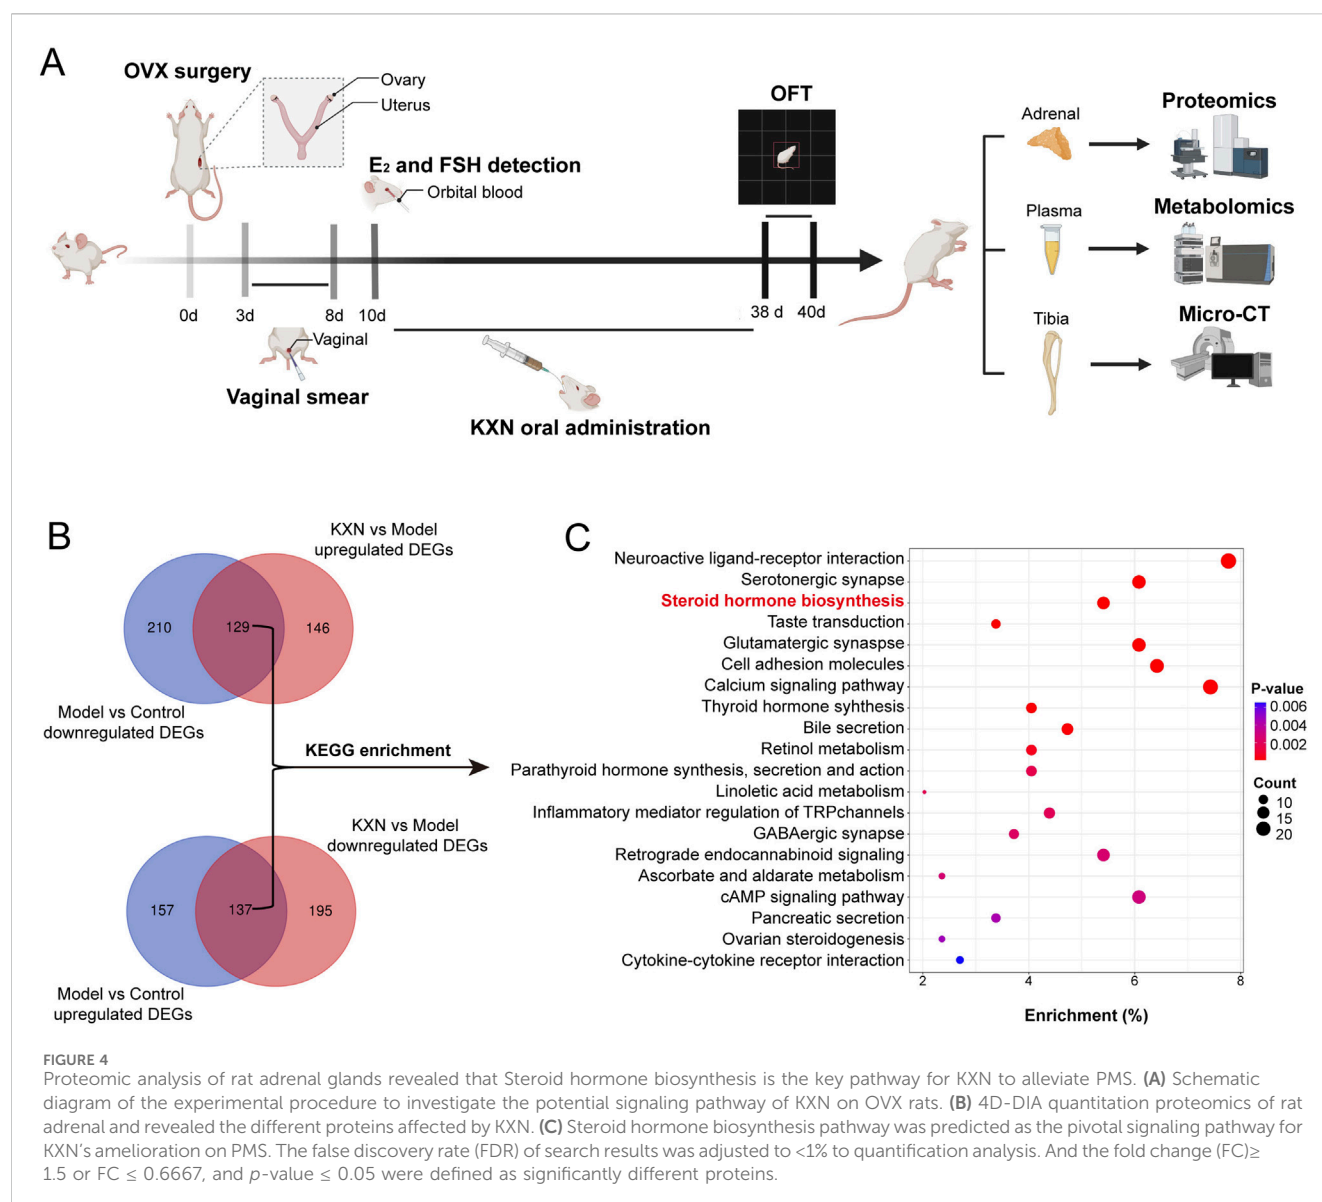 A
OVX surgery
Ovary
Uterus
E2 and FSH detection
Orbital blood
OFT
0d
3d
8d
10d
38 d
40d
Vaginal
Vaginal smear
KXN oral administration
Adrenal
Proteomics
Plasma
Metabolomics
Tibia
Micro-CT
B
KXN vs Model
upregulated DEGs
210
129
146
Model vs Control
downregulated DEGs
KEGG enrichment
KXN vs Model
downregulated DEGs
157
137
195
Model vs Control
upregulated DEGs
C
Neuroactive ligand-receptor interaction
Serotonergic synapse
Steroid hormone biosynthesis
Taste transduction
Glutamatergic synaspse
Cell adhesion molecules
Calcium signaling pathway
Thyroid hormone syhthesis
Bile secretion
Retinol metabolism
Parathyroid hormone synthesis, secretion and action
Linoletic acid metabolism
Inflammatory mediator regulation of TRPchannels
GABAergic synapse
Retrograde endocannabinoid signaling
Ascorbate and aldarate metabolism
cAMP signaling pathway
Pancreatic secretion
Ovarian steroidogenesis
Cytokine-cytokine receptor interaction
2
4
6
8
Enrichment (%)
P-value
0.006
0.004
0.002
Count
10
15
20
FIGURE 4
Proteomic analysis of rat adrenal glands revealed that Steroid hormone biosynthesis is the key pathway for KXN to alleviate PMS. (A) Schematic
diagram of the experimental procedure to investigate the potential signaling pathway of KXN on OVX rats. (B) 4D-DIA quantitation proteomics of rat
adrenal and revealed the different proteins affected by KXN. (C) Steroid hormone biosynthesis pathway was predicted as the pivotal signaling pathway for
KXN's amelioration on PMS. The false discovery rate (FDR) of search results was adjusted to <1% to quantification analysis. And the fold change (FC)≥
1.5 or FC ≤ 0.6667, and p-value ≤ 0.05 were defined as significantly different proteins.